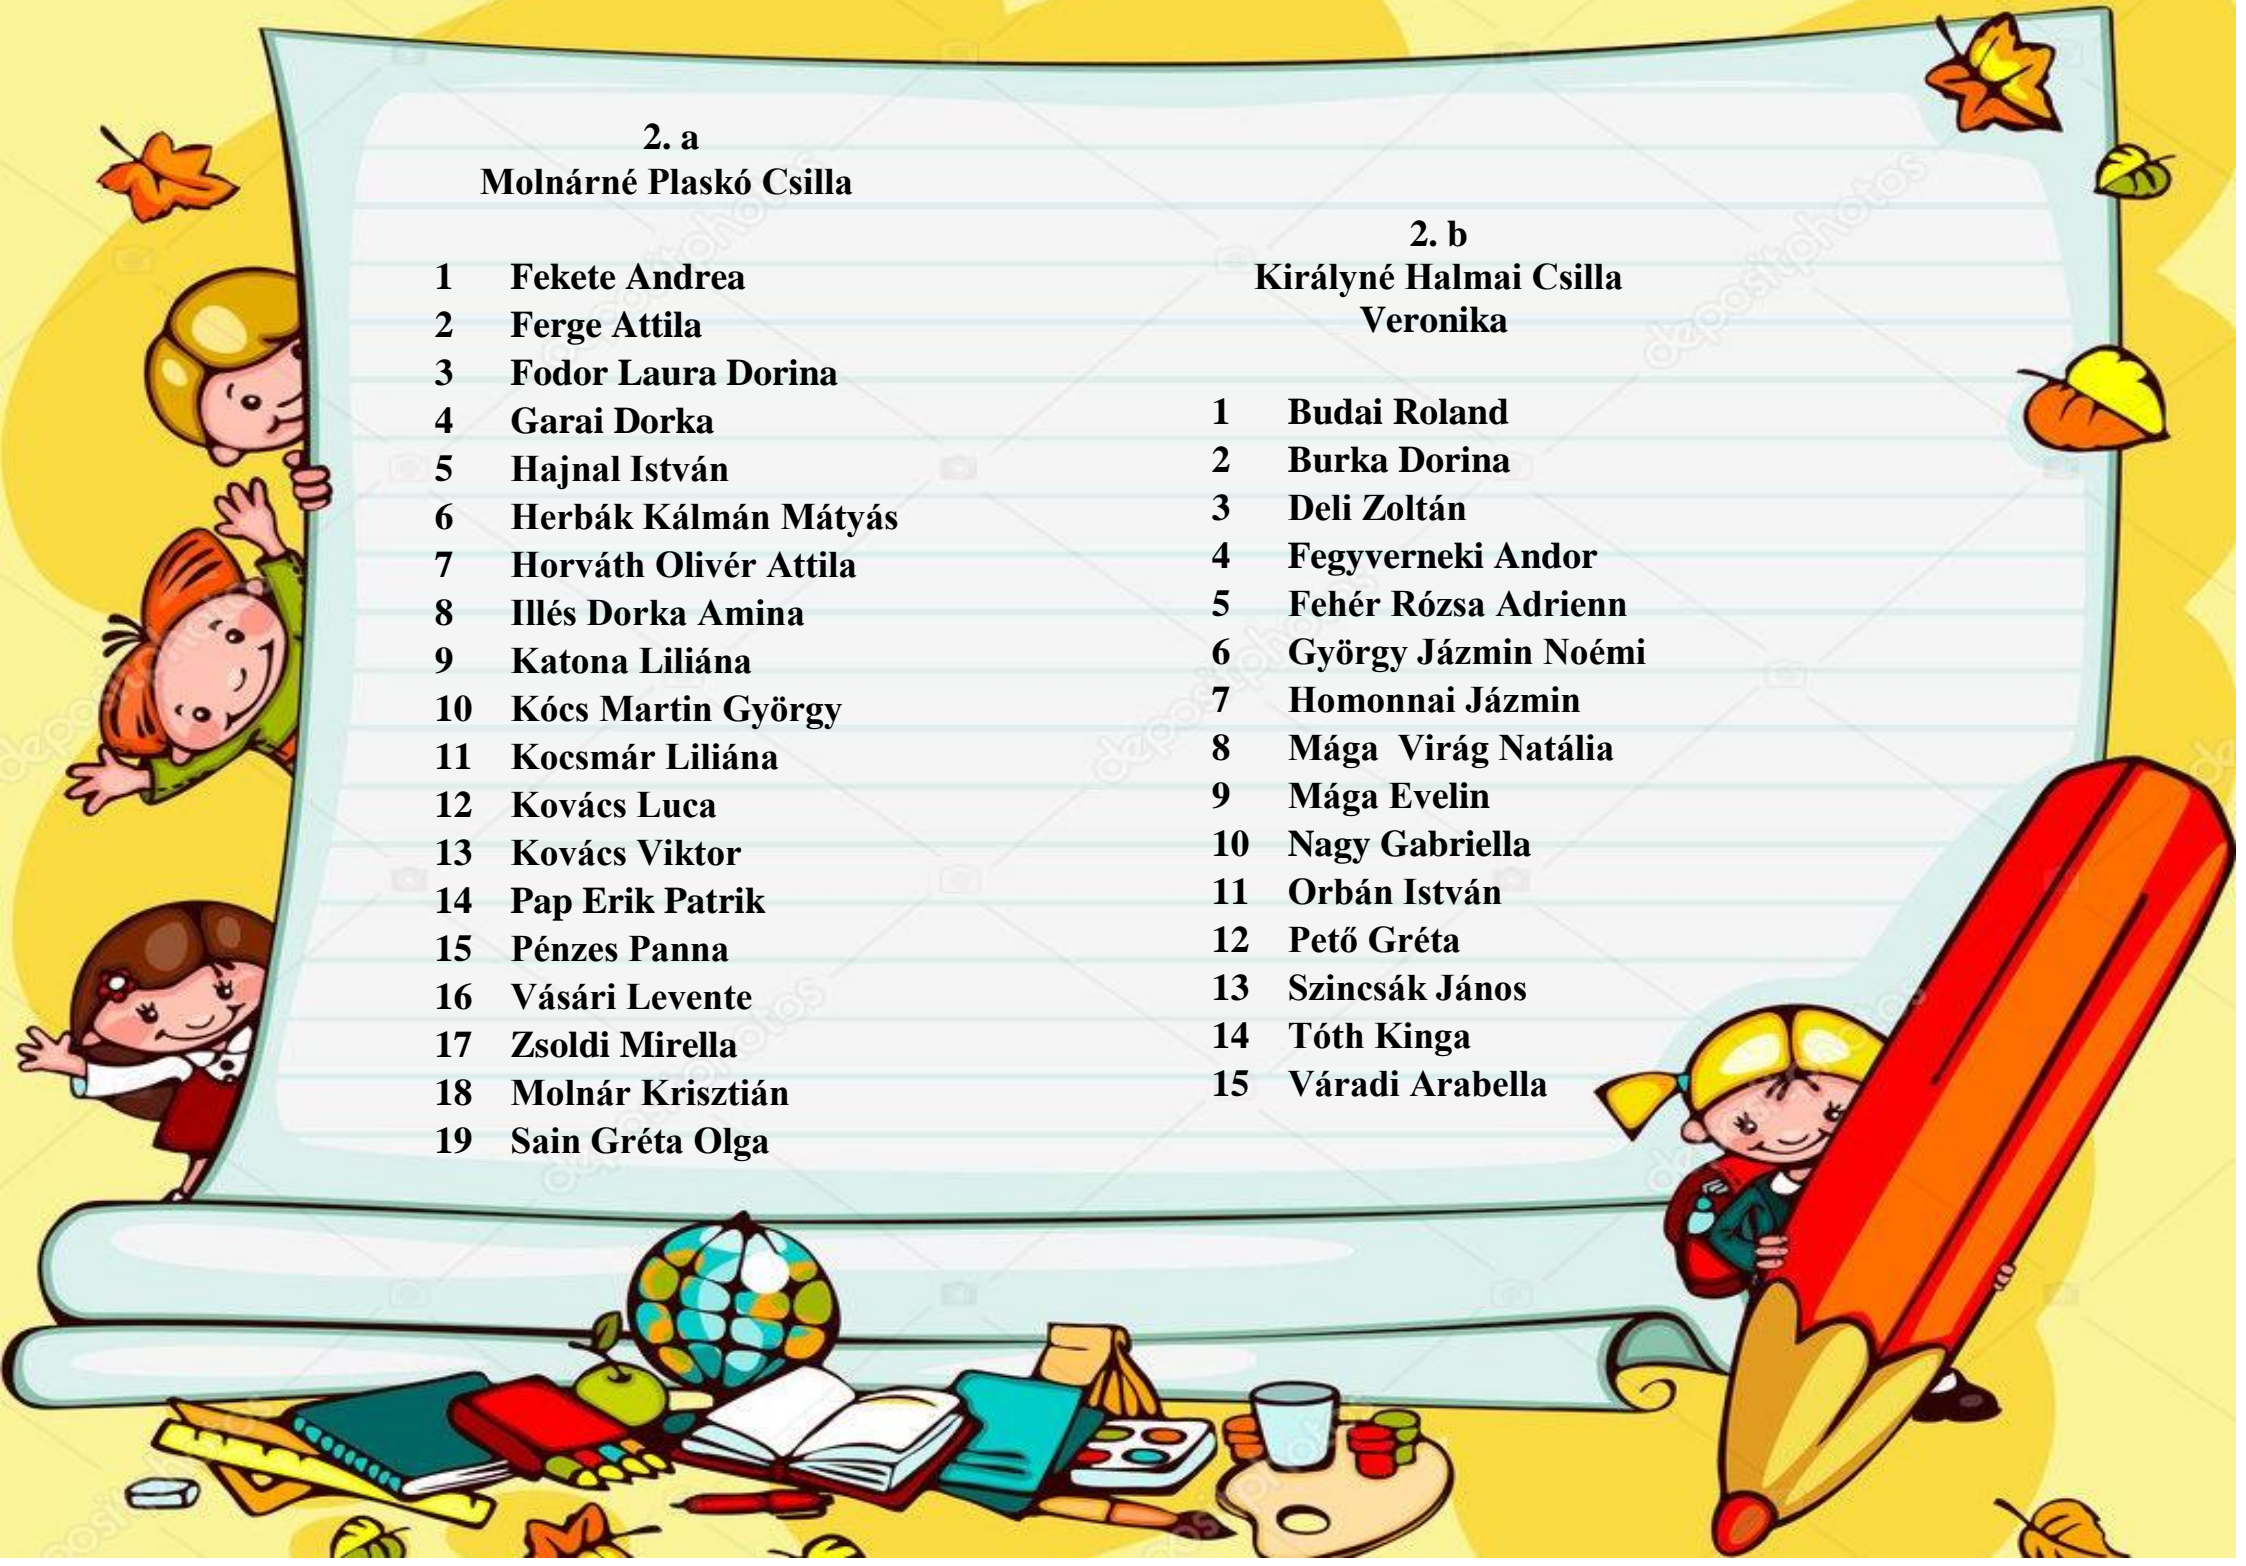 2. a
Molnárné Plaskó Csilla
1 Fekete Andrea
2 Ferge Attila
3 Fodor Laura Dorina
4 Garai Dorka
5 Hajnal István
6 Herbák Kálmán Mátyás
7 Horváth Olivér Attila
8 Illés Dorka Amina
9 Katona Liliána
10 Kócs Martin György
11 Kocsmár Liliána
12 Kovács Luca
13 Kovács Viktor
14 Pap Erik Patrik
15 Pénzes Panna
16 Vásári Levente
17 Zsoldi Mirella
18 Molnár Krisztián
19 Sain Gréta Olga
2. b
Királyné Halmai Csilla
Veronika
1 Budai Roland
2 Burka Dorina
3 Deli Zoltán
4 Fegyverneki Andor
5 Fehér Rózsa Adrienn
6 György Jázmin Noémi
7 Homonnai Jázmin
8 Mága  Virág Natália
9 Mága Evelin
10 Nagy Gabriella
11 Orbán István
12 Pető Gréta
13 Szincsák János
14 Tóth Kinga
15 Váradi Arabella
depositphotos